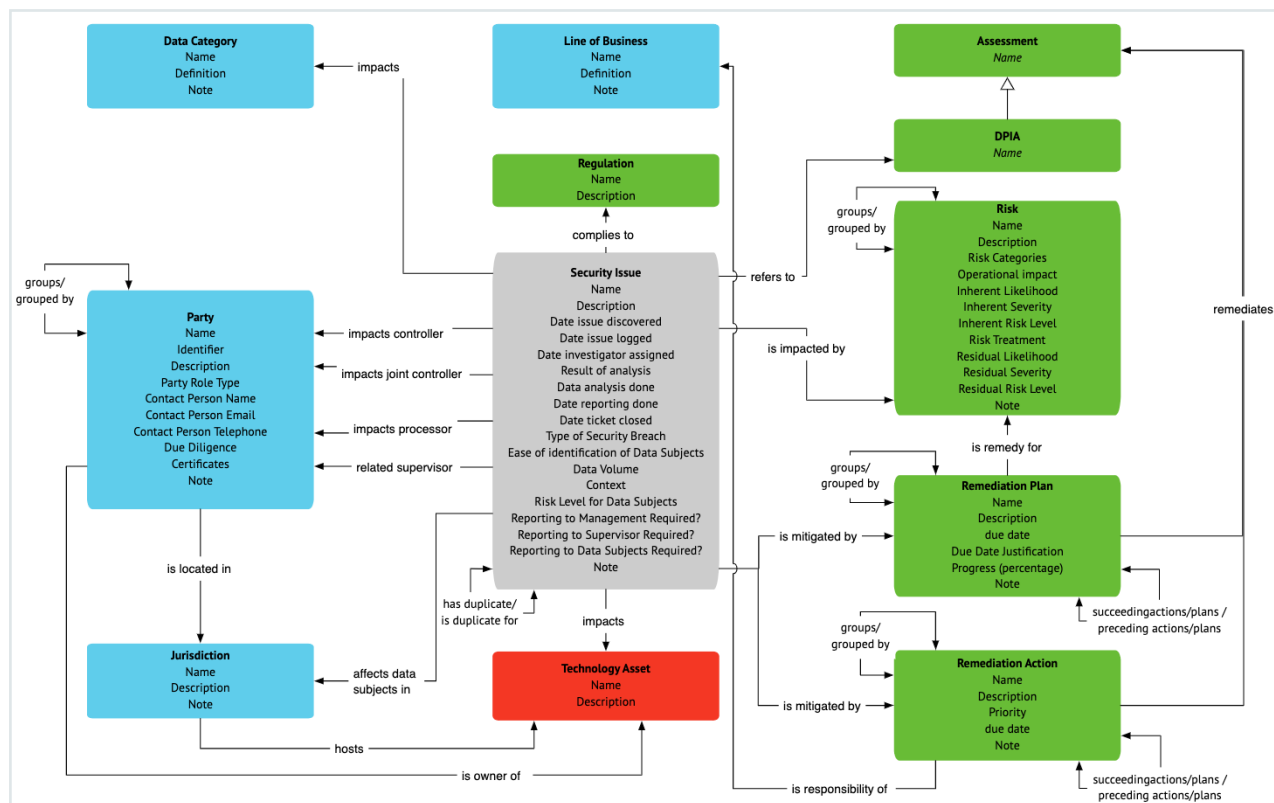 Data Category
Name
Definition
Note
impacts
Line of Business
Name
Definition
Note
Assessment
Name
DPIA
Name
Regulation
Name
Description
complies to
refers to
groups/
grouped by
Risk
Name
Description
Risk Categories
Operational impact
Inherent Likelihood
Inherent Severity
Inherent Risk Level
Risk Treatment
Residual Likelihood
Residual Severity
Residual Risk Level
Note
remediates
groups/
grouped by
Party
Name
Identifier
Description
Party Role Type
Contact Person Name
Contact Person Email
Contact Person Telephone
Due Diligence
Certificates
Note
impacts controller
impacts joint controller
impacts processor
related supervisor
Security Issue
Name
Description
Date issue discovered
Date issue logged
Date investigator assigned
Result of analysis
Data analysis done
Date reporting done
Date ticket closed
Type of Security Breach
Ease of identification of Data Subjects
Data Volume
Context
Risk Level for Data Subjects
Reporting to Management Required?
Reporting to Supervisor Required?
Reporting to Data Subjects Required?
Note
is impacted by
is remedy for
groups/
grouped by
Remediation Plan
Name
Description
due date
Due Date Justification
Progress (percentage)
Note
is mitigated by
succeedingactions/plans /
preceding actions/plans
is located in
has duplicate/
is duplicate for
impacts
Jurisdiction
Name
Description
Note
affects data
subjects in
Technology Asset
Name
Description
groups/
grouped by
Remediation Action
Name
Description
Priority
due date
Note
is mitigated by
hosts
is owner of
is responsibility of
succeedingactions/plans /
preceding actions/plans